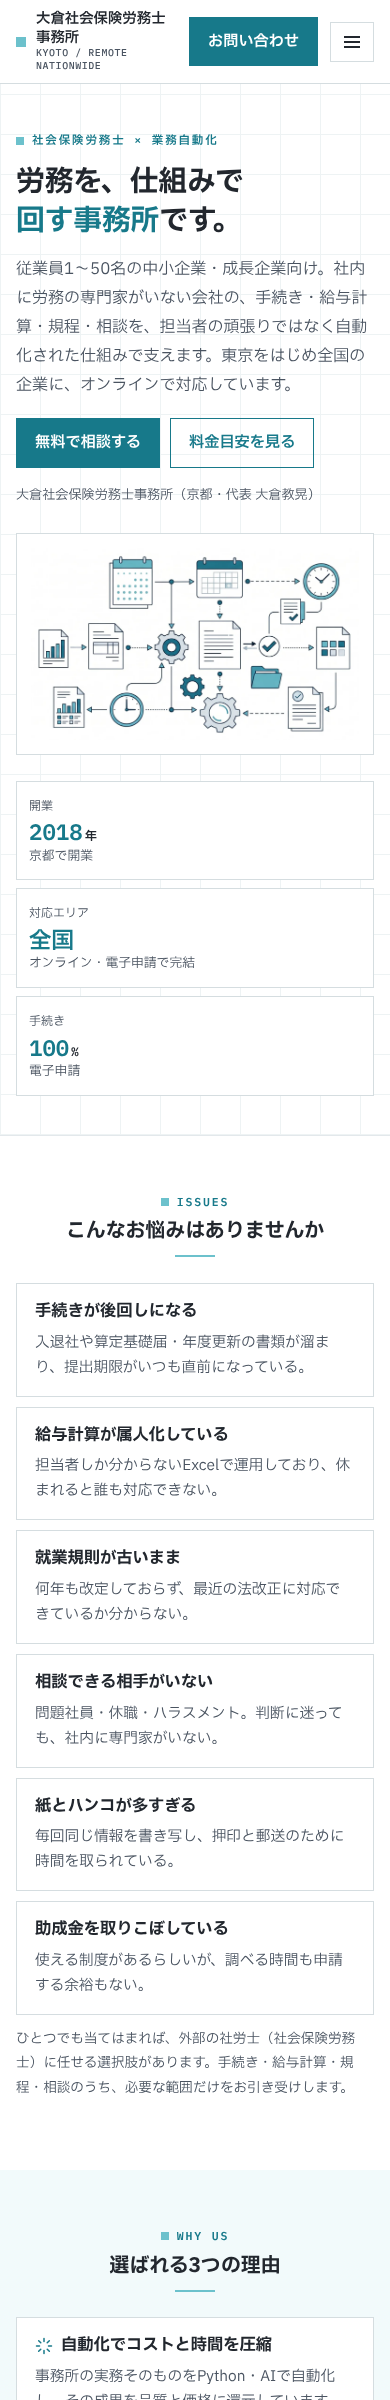 大倉社会保険労務士
事務所
KYOTO / REMOTE
NATIONWIDE
お問い合わせ
社会保険労務士 × 業務自動化
労務を、仕組みで
回す事務所です。
従業員1〜50名の中小企業・成長企業向け。社内
に労務の専門家がいない会社の、手続き・給与計
算・規程・相談を、担当者の頑張りではなく自動
化された仕組みで支えます。東京をはじめ全国の
企業に、オンラインで対応しています。
無料で相談する
料金目安を見る
大倉社会保険労務士事務所（京都・代表 大倉教晃）
開業
2018年
京都で開業
対応エリア
全国
オンライン・電子申請で完結
手続き
100%
電子申請
ISSUES
こんなお悩みはありませんか
手続きが後回しになる
入退社や算定基礎届・年度更新の書類が溜ま
り、提出期限がいつも直前になっている。
給与計算が属人化している
担当者しか分からないExcelで運用しており、休
まれると誰も対応できない。
就業規則が古いまま
何年も改定しておらず、最近の法改正に対応で
きているか分からない。
相談できる相手がいない
問題社員・休職・ハラスメント。判断に迷って
も、社内に専門家がいない。
紙とハンコが多すぎる
毎回同じ情報を書き写し、押印と郵送のために
時間を取られている。
助成金を取りこぼしている
使える制度があるらしいが、調べる時間も申請
する余裕もない。
ひとつでも当てはまれば、外部の社労士（社会保険労務
士）に任せる選択肢があります。手続き・給与計算・規
程・相談のうち、必要な範囲だけをお引き受けします。
WHY US
選ばれる3つの理由
自動化でコストと時間を圧縮
事務所の実務そのものをPython・AIで自動化
し、その成果を品質と価格に還元しています。